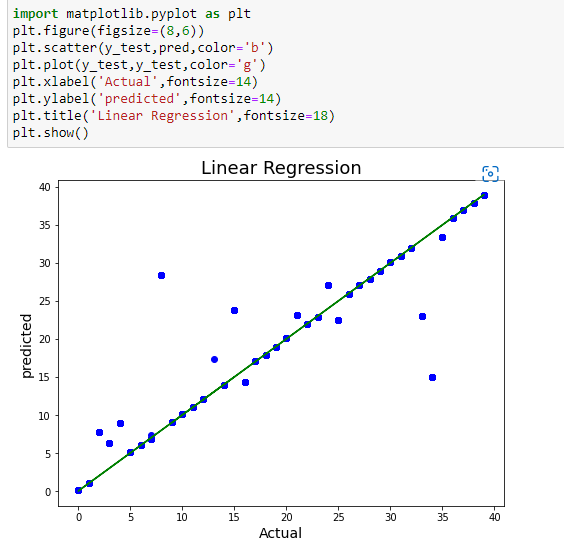 import matplotlib.pyplot as plt
plt.figure(figsize=(8,6))
plt.scatter(y_test,pred,color='b')
plt.plot(y_test,y_test,color='g')
plt.xlabel('Actual',fontsize=14)
plt.ylabel('predicted',fontsize=14)
plt.title('Linear Regression',fontsize=18)
plt.show()
Linear Regression
40
35
30
25
20
15
10
5
0
predicted
0 5 10 15 20 25 30 35 40
Actual